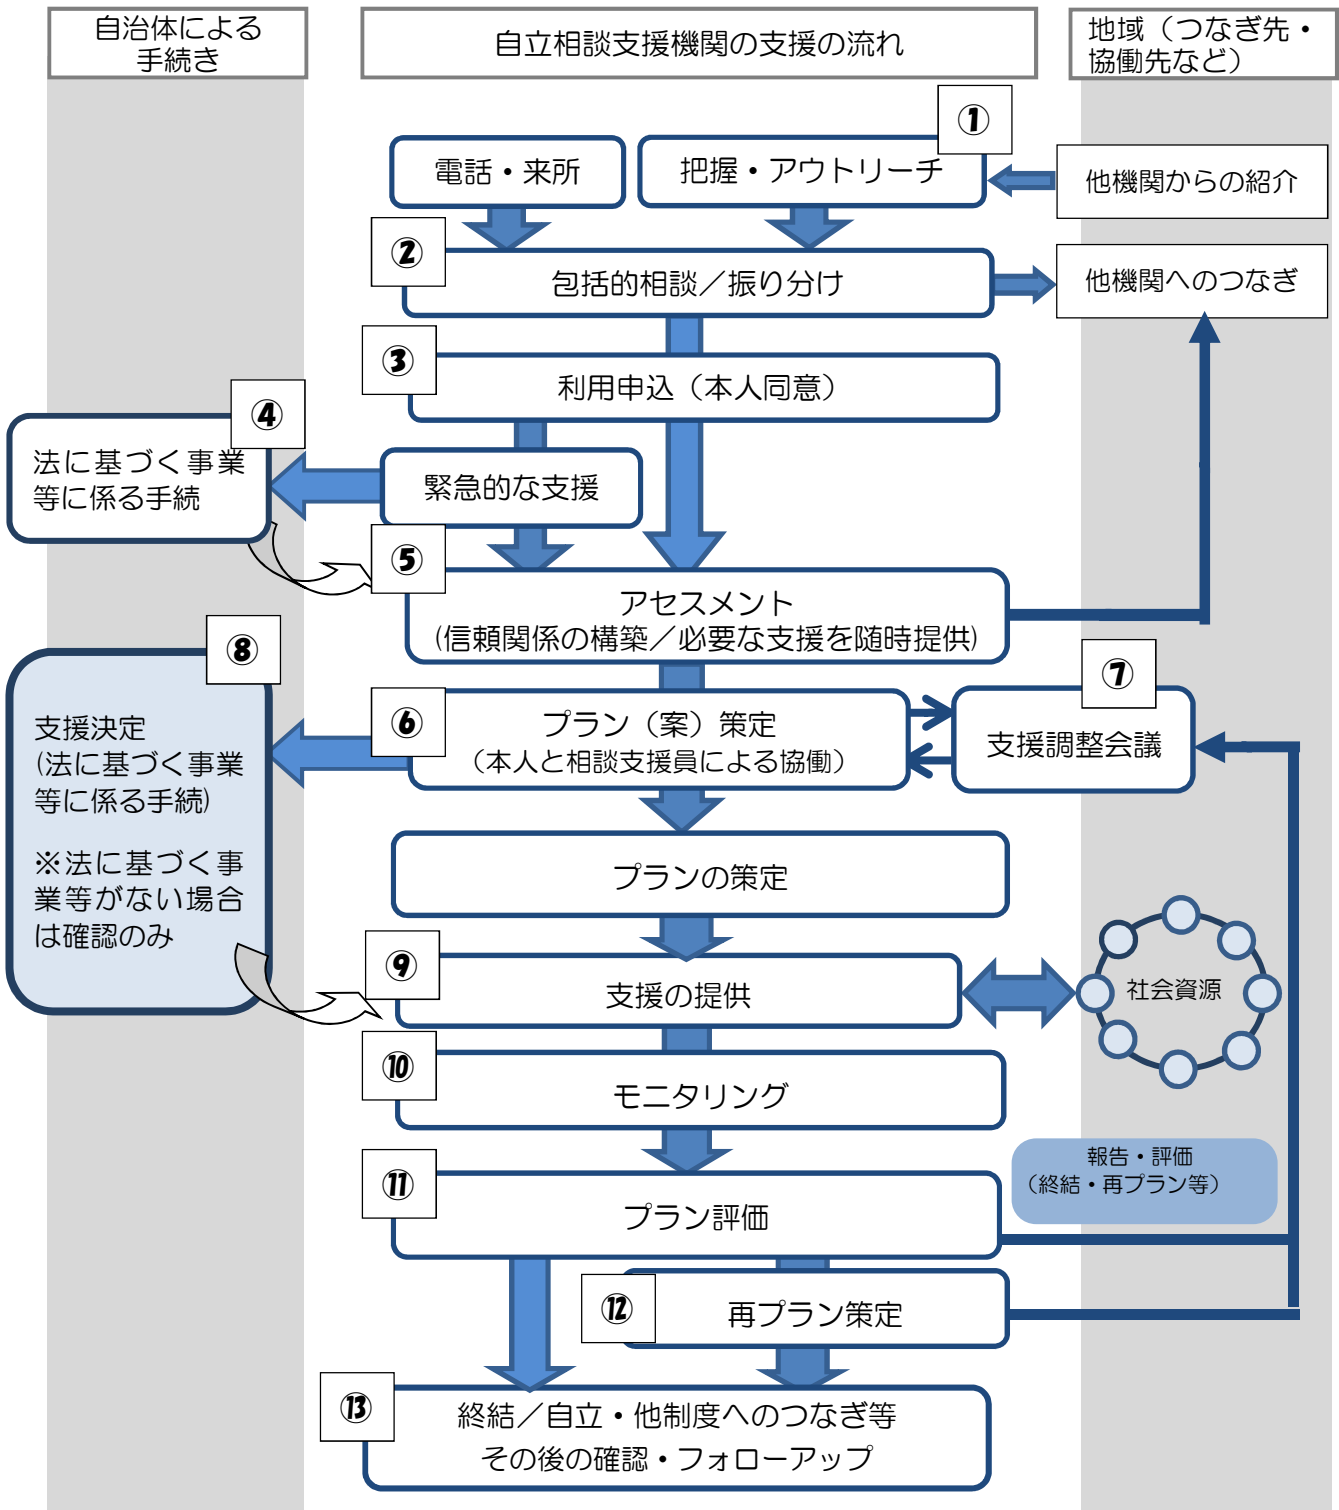 自治体による
手続き
自立相談支援機関の支援の流れ
地域（つなぎ先・
協働先など）
①
電話・来所
把握・アウトリーチ
他機関からの紹介
②
包括的相談／振り分け
他機関へのつなぎ
③
利用申込（本人同意）
④
法に基づく事業
等に係る手続
緊急的な支援
⑤
アセスメント
(信頼関係の構築／必要な支援を随時提供)
⑧
支援決定
(法に基づく事業
等に係る手続)
※法に基づく事
業等がない場合
は確認のみ
⑥
プラン（案）策定
（本人と相談支援員による協働）
⑦
支援調整会議
プランの策定
⑨
支援の提供
社会資源
⑩
モニタリング
報告・評価
（終結・再プラン等）
⑪
プラン評価
⑫
再プラン策定
⑬
終結／自立・他制度へのつなぎ等
その後の確認・フォローアップ